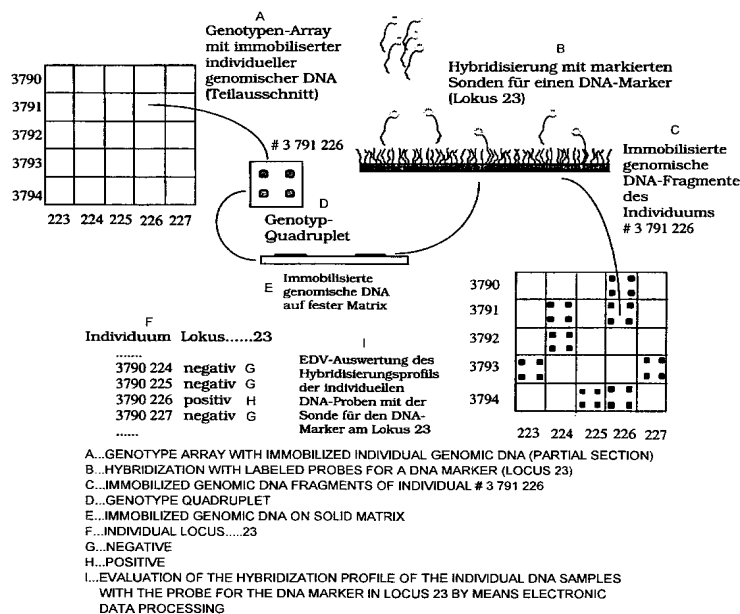 A
Genotypen-Array
mit immobiliserter
individueller
genomischer DNA
(Teilausschnitt)
3790
3791
3792
3793
3794
223 224 225 226 227
# 3 791 226
D
Genotyp-
Quadruplet
E
Immobilisierte
genomische DNA
auf fester Matrix
B
Hybridisierung mit markierten
Sonden für einen DNA-Marker
(Lokus 23)
C
Immobilisierte
genomische
DNA-Fragmente
des
Individuums
# 3 791 226
F
Individuum Lokus......23
.......
3790 224 negativ G
3790 225 negativ G
3790 226 positiv H
3790 227 negativ G
......
I
EDV-Auswertung des
Hybridisierungsprofils
der individuellen
DNA-Proben mit der
Sonde für den DNA-
Marker am Lokus 23
3790
3791
3792
3793
3794
223 224 225 226 227
A...GENOTYPE ARRAY WITH IMMOBILIZED INDIVIDUAL GENOMIC DNA (PARTIAL SECTION)
B...HYBRIDIZATION WITH LABELED PROBES FOR A DNA MARKER (LOCUS 23)
C...IMMOBILIZED GENOMIC DNA FRAGMENTS OF INDIVIDUAL # 3 791 226
D...GENOTYPE QUADRUPLET
E...IMMOBILIZED GENOMIC DNA ON SOLID MATRIX
F...INDIVIDUAL LOCUS.....23
G...NEGATIVE
H...POSITIVE
I...EVALUATION OF THE HYBRIDIZATION PROFILE OF THE INDIVIDUAL DNA SAMPLES
WITH THE PROBE FOR THE DNA MARKER IN LOCUS 23 BY MEANS ELECTRONIC
DATA PROCESSING